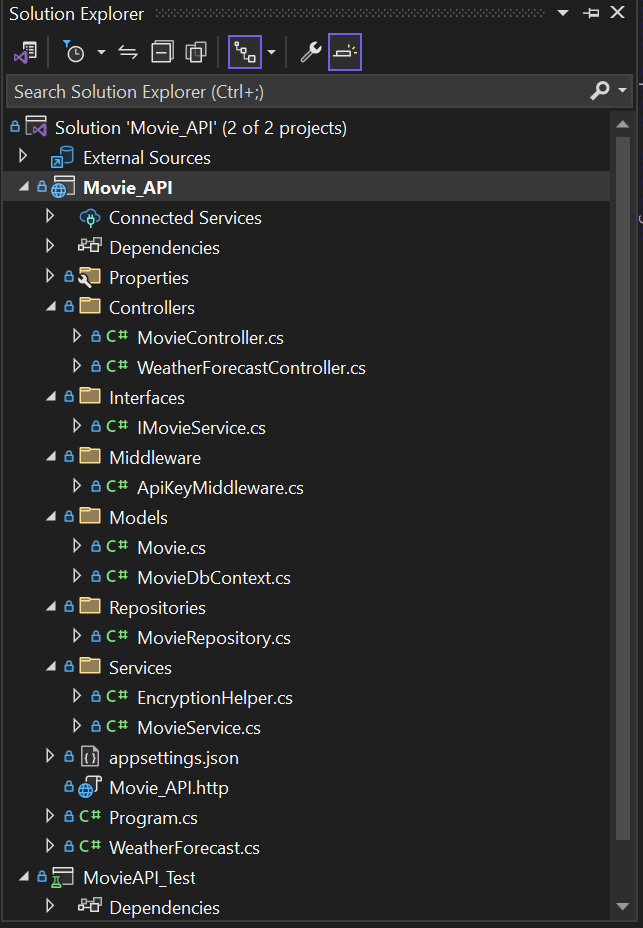 Solution Explorer
Search Solution Explorer (Ctrl+;)
Solution 'Movie_API' (2 of 2 projects)
External Sources
Movie_API
Connected Services
Dependencies
Properties
Controllers
C# MovieController.cs
C# WeatherForecastController.cs
Interfaces
C# IMovieService.cs
Middleware
C# ApiKeyMiddleware.cs
Models
C# Movie.cs
C# MovieDbContext.cs
Repositories
C# MovieRepository.cs
Services
C# EncryptionHelper.cs
C# MovieService.cs
appsettings.json
Movie_API.http
C# Program.cs
C# WeatherForecast.cs
MovieAPI_Test
Dependencies